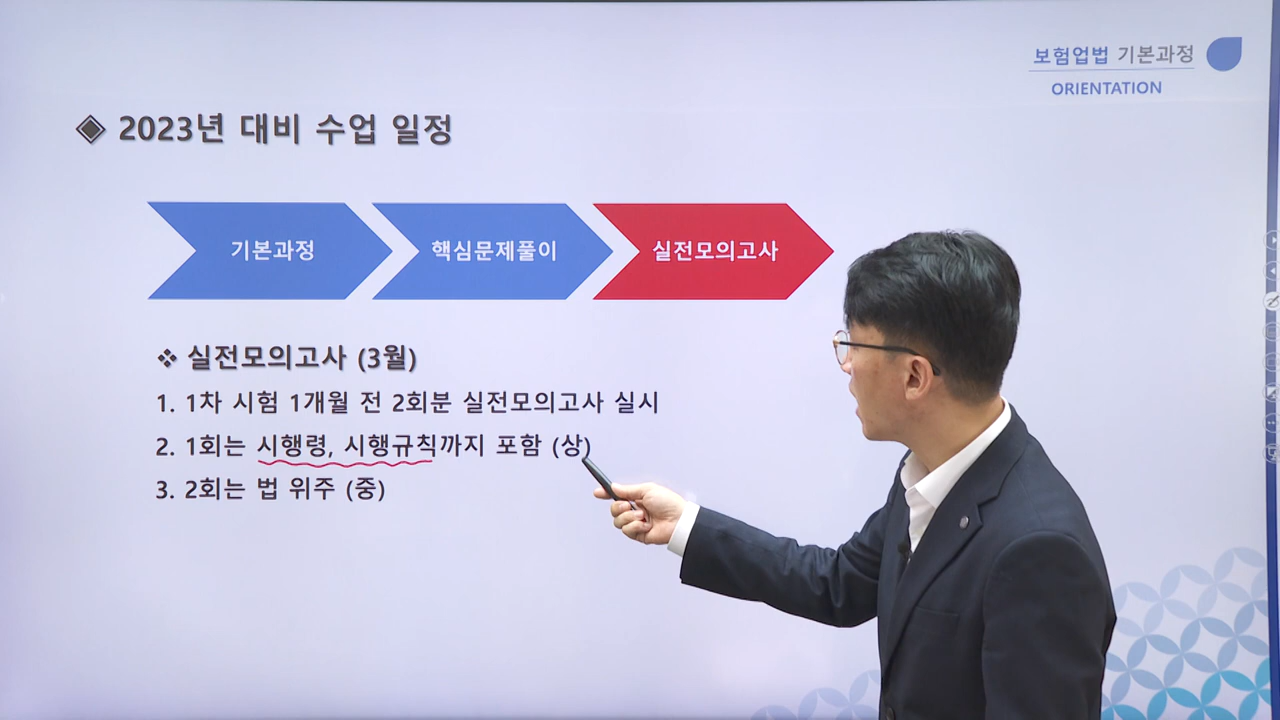 보험업법 기본과정
ORIENTATION
◈ 2023년 대비 수업 일정
기본과정
핵심문제풀이
실전모의고사
❖ 실전모의고사 (3월)
1. 1차 시험 1개월 전 2회분 실전모의고사 실시
2. 1회는 시행령, 시행규칙까지 포함 (상)
3. 2회는 법 위주 (중)